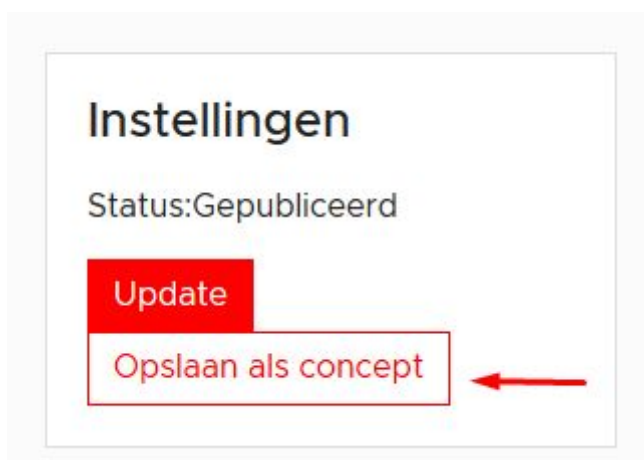 Instellingen
Status:Gepubliceerd
Update
Opslaan als concept